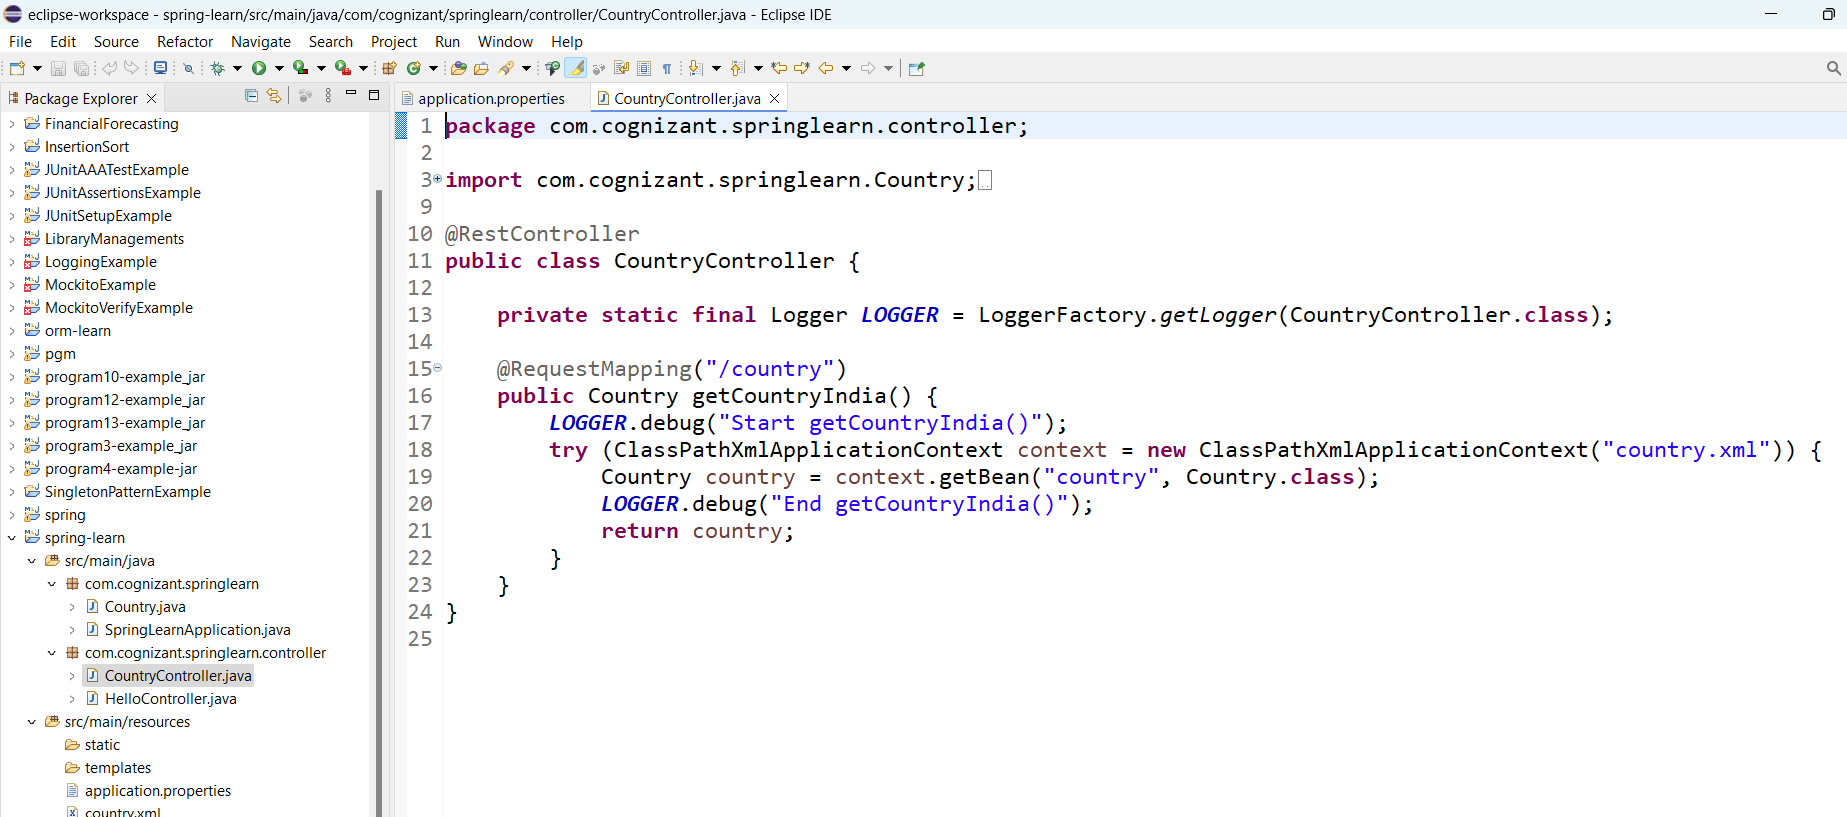 eclipse-workspace - spring-learn/src/main/java/com/cognizant/springlearn/controller/CountryController.java - Eclipse IDE
File Edit Source Refactor Navigate Search Project Run Window Help
Package Explorer
application.properties
CountryController.java
FinancialForecasting
InsertionSort
JUnitAAATestExample
JUnitAssertionsExample
JUnitSetupExample
LibraryManagements
LoggingExample
MockitoExample
MockitoVerifyExample
orm-learn
pgm
program10-example_jar
program12-example_jar
program13-example_jar
program3-example_jar
program4-example-jar
SingletonPatternExample
spring
spring-learn
src/main/java
com.cognizant.springlearn
Country.java
SpringLearnApplication.java
com.cognizant.springlearn.controller
CountryController.java
HelloController.java
src/main/resources
static
templates
application.properties
country.xml
1 package com.cognizant.springlearn.controller;
2
3 import com.cognizant.springlearn.Country;
9
10 @RestController
11 public class CountryController {
12
13     private static final Logger LOGGER = LoggerFactory.getLogger(CountryController.class);
14
15     @RequestMapping("/country")
16     public Country getCountryIndia() {
17         LOGGER.debug("Start getCountryIndia()");
18         try (ClassPathXmlApplicationContext context = new ClassPathXmlApplicationContext("country.xml")) {
19             Country country = context.getBean("country", Country.class);
20             LOGGER.debug("End getCountryIndia()");
21             return country;
22         }
23     }
24 }
25